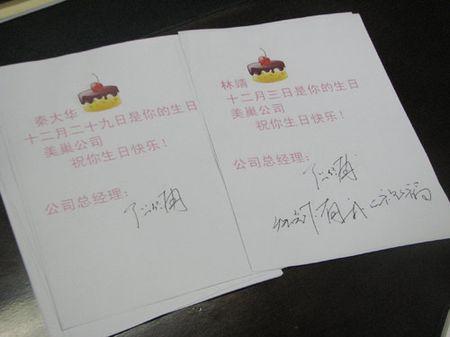 秦大华
十二月二十九日是你的生日
美巢公司
祝你生日快乐！
公司总经理：
林靖
十二月三日是你的生日
美巢公司
祝你生日快乐！
公司总经理：
祝福